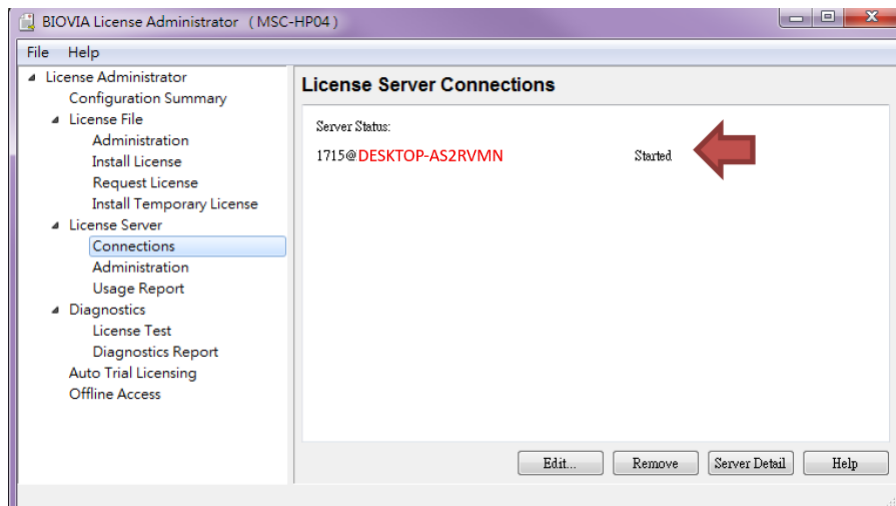 BIOVIA License Administrator （MSC-HP04）
File Help
License Administrator
Configuration Summary
License File
Administration
Install License
Request License
Install Temporary License
License Server
Connections
Administration
Usage Report
Diagnostics
License Test
Diagnostics Report
Auto Trial Licensing
Offline Access
License Server Connections
Server Status:
1715@DESKTOP-AS2RVMN Started
Edit... Remove Server Detail Help